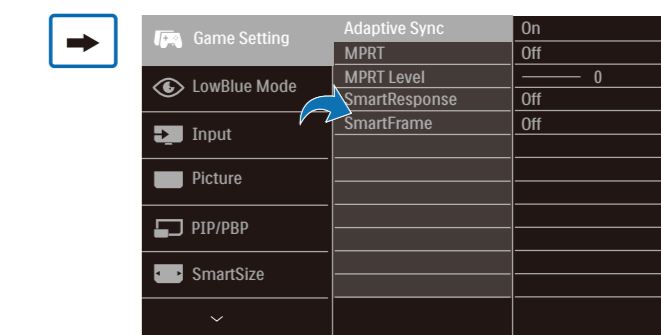 Game Setting
LowBlue Mode
Input
Picture
PIP/PBP
SmartSize
Adaptive Sync On
MPRT Off
MPRT Level 0
SmartResponse Off
SmartFrame Off